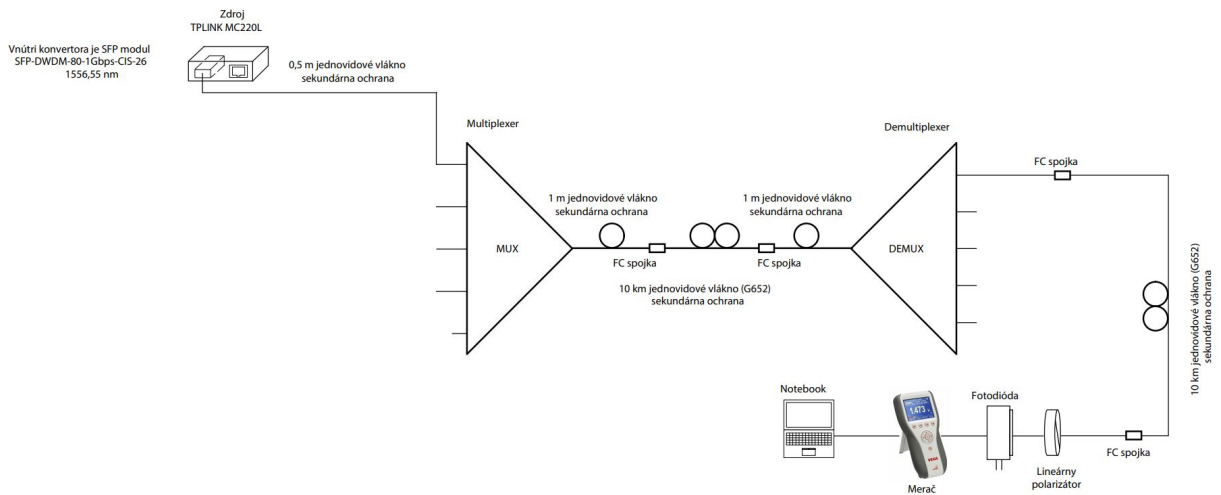 Zdroj
TPLINK MC220L
Vnútri konvertora je SFP modul
SFP-DWDM-80-1Gbps-CIS-26
1556,55 nm
0,5 m jednovidové vlákno
sekundárna ochrana
Multiplexer
Demultiplexer
FC spojka
1 m jednovidové vlákno
sekundárna ochrana
1 m jednovidové vlákno
sekundárna ochrana
MUX
DEMUX
FC spojka
FC spojka
10 km jednovidové vlákno (G652)
sekundárna ochrana
10 km jednovidové vlákno (G652)
sekundárna ochrana
Notebook
1.473
Fotodióda
FC spojka
Lineárny
polarizátor
Merač